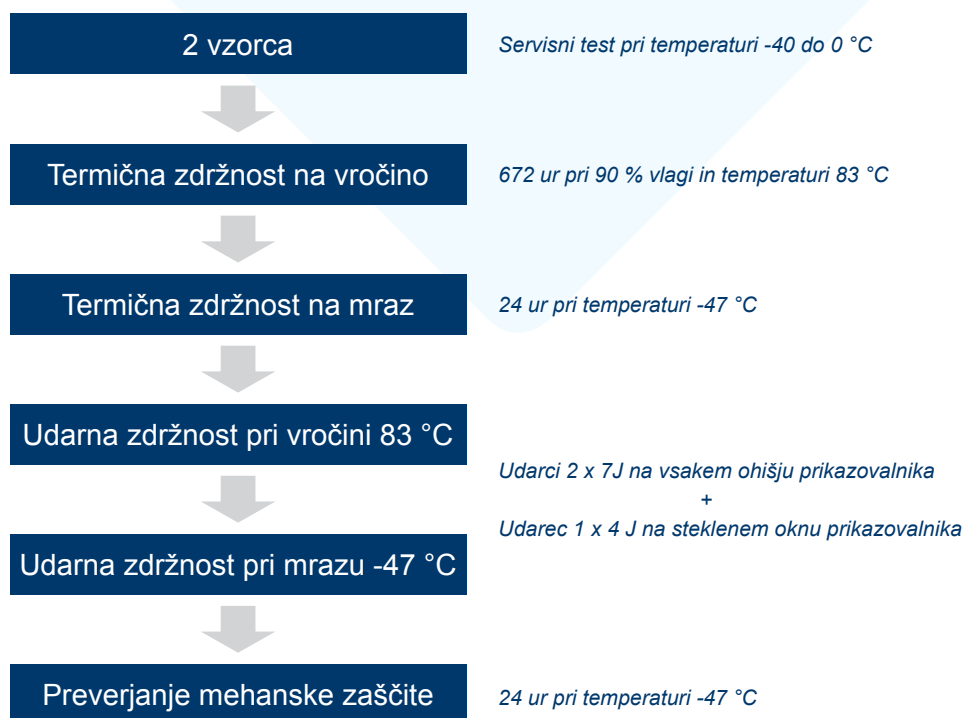 2 vzorca
Servisni test pri temperaturi -40 do 0 °C
Termična zdržnost na vročino
672 ur pri 90 % vlagi in temperaturi 83 °C
Termična zdržnost na mraz
24 ur pri temperaturi -47 °C
Udarna zdržnost pri vročini 83 °C
Udarci 2 x 7J na vsakem ohišju prikazovalnika
+
Udarec 1 x 4 J na steklenem oknu prikazovalnika
Udarna zdržnost pri mrazu -47 °C
Preverjanje mehanske zaščite
24 ur pri temperaturi -47 °C